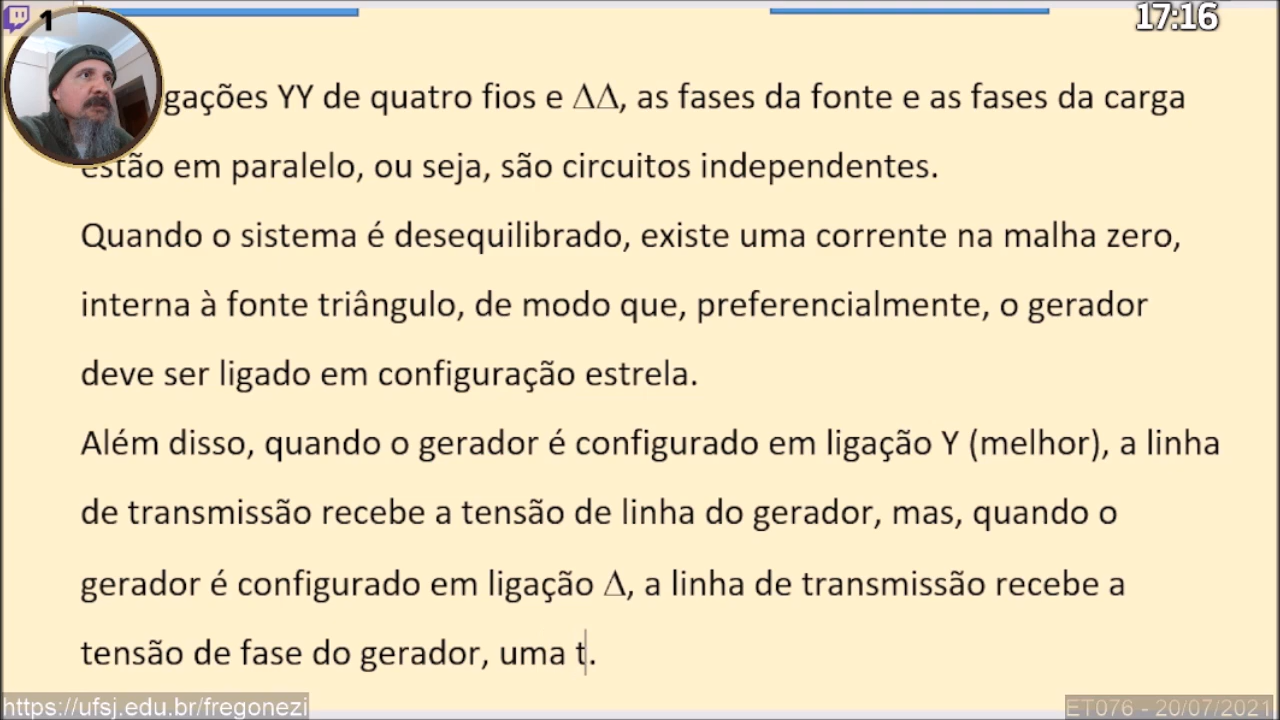 1
17:16
gações YY de quatro fios e ΔΔ, as fases da fonte e as fases da carga
estão em paralelo, ou seja, são circuitos independentes.
Quando o sistema é desequilibrado, existe uma corrente na malha zero,
interna à fonte triângulo, de modo que, preferencialmente, o gerador
deve ser ligado em configuração estrela.
Além disso, quando o gerador é configurado em ligação Y (melhor), a linha
de transmissão recebe a tensão de linha do gerador, mas, quando o
gerador é configurado em ligação Δ, a linha de transmissão recebe a
tensão de fase do gerador, uma t.
https://ufsj.edu.br/fregonezi
ET076 - 20/07/2021